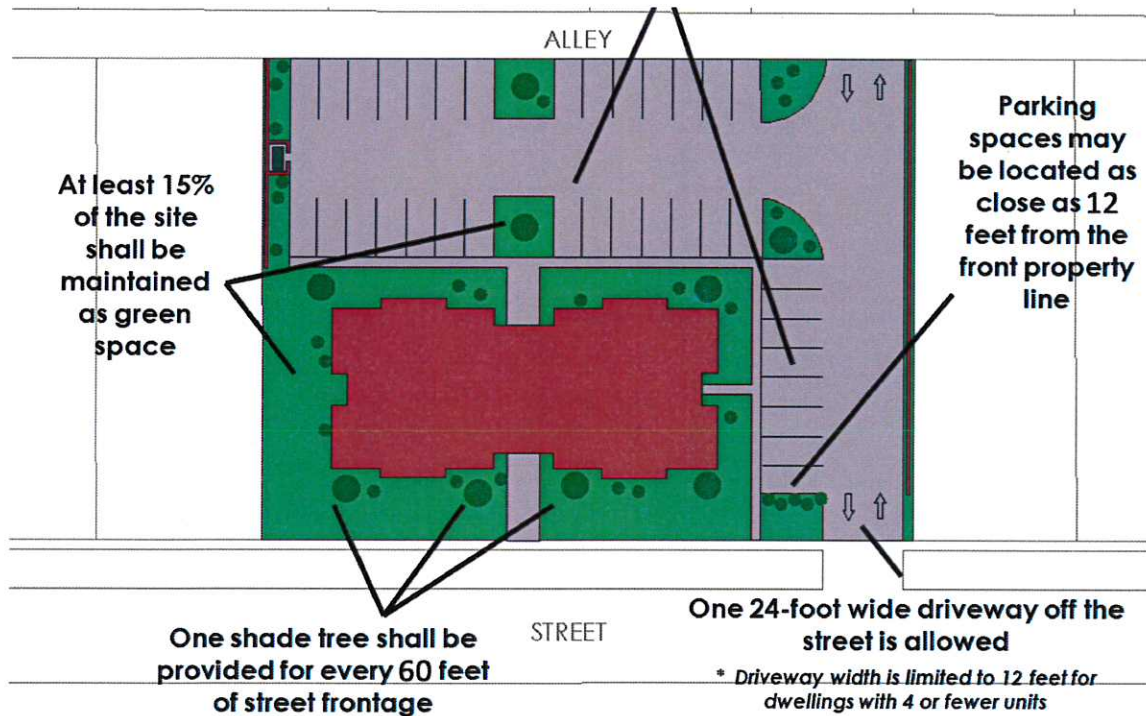 ALLEY
Parking
spaces may
be located as
close as 12
feet from the
front property
line
At least 15%
of the site
shall be
maintained
as green
space
One shade tree shall be
provided for every 60 feet
of street frontage
STREET
One 24-foot wide driveway off the
street is allowed
* Driveway width is limited to 12 feet for
dwellings with 4 or fewer units